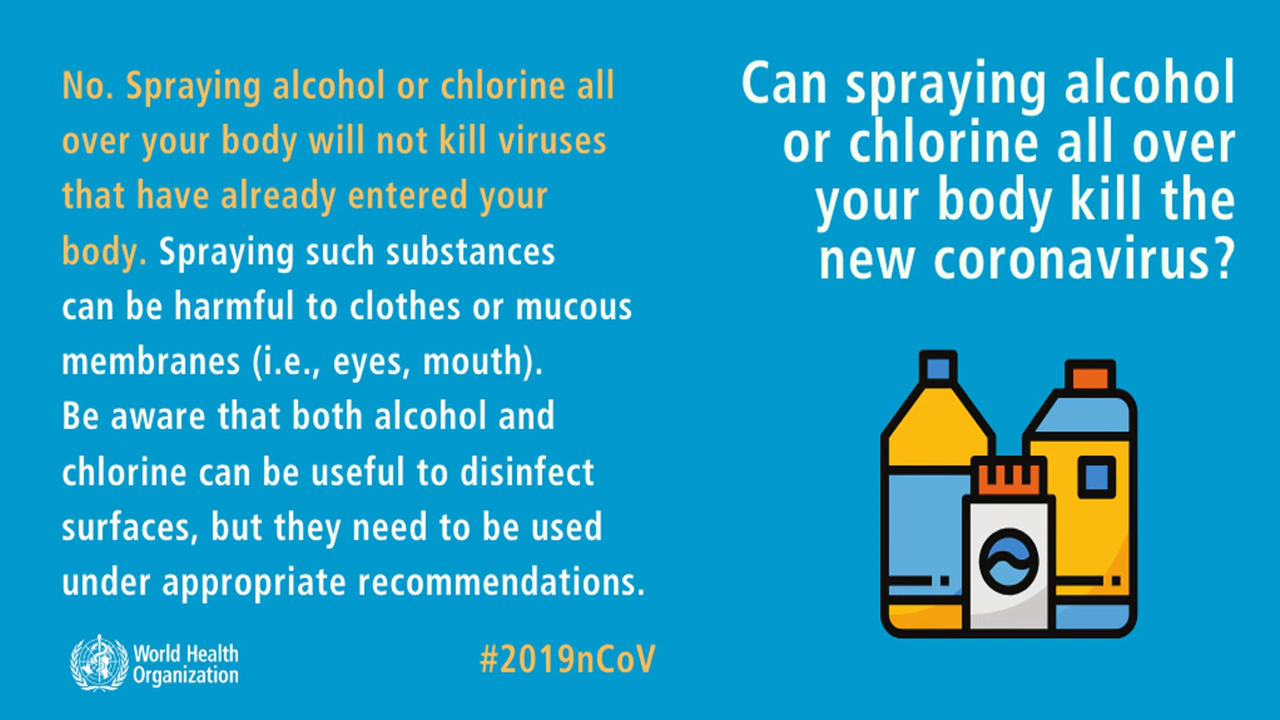 Can spraying alcohol
or chlorine all over
your body kill the
new coronavirus?
No. Spraying alcohol or chlorine all
over your body will not kill viruses
that have already entered your
body. Spraying such substances
can be harmful to clothes or mucous
membranes (i.e., eyes, mouth).
Be aware that both alcohol and
chlorine can be useful to disinfect
surfaces, but they need to be used
under appropriate recommendations.
World Health
Organization
#2019nCoV